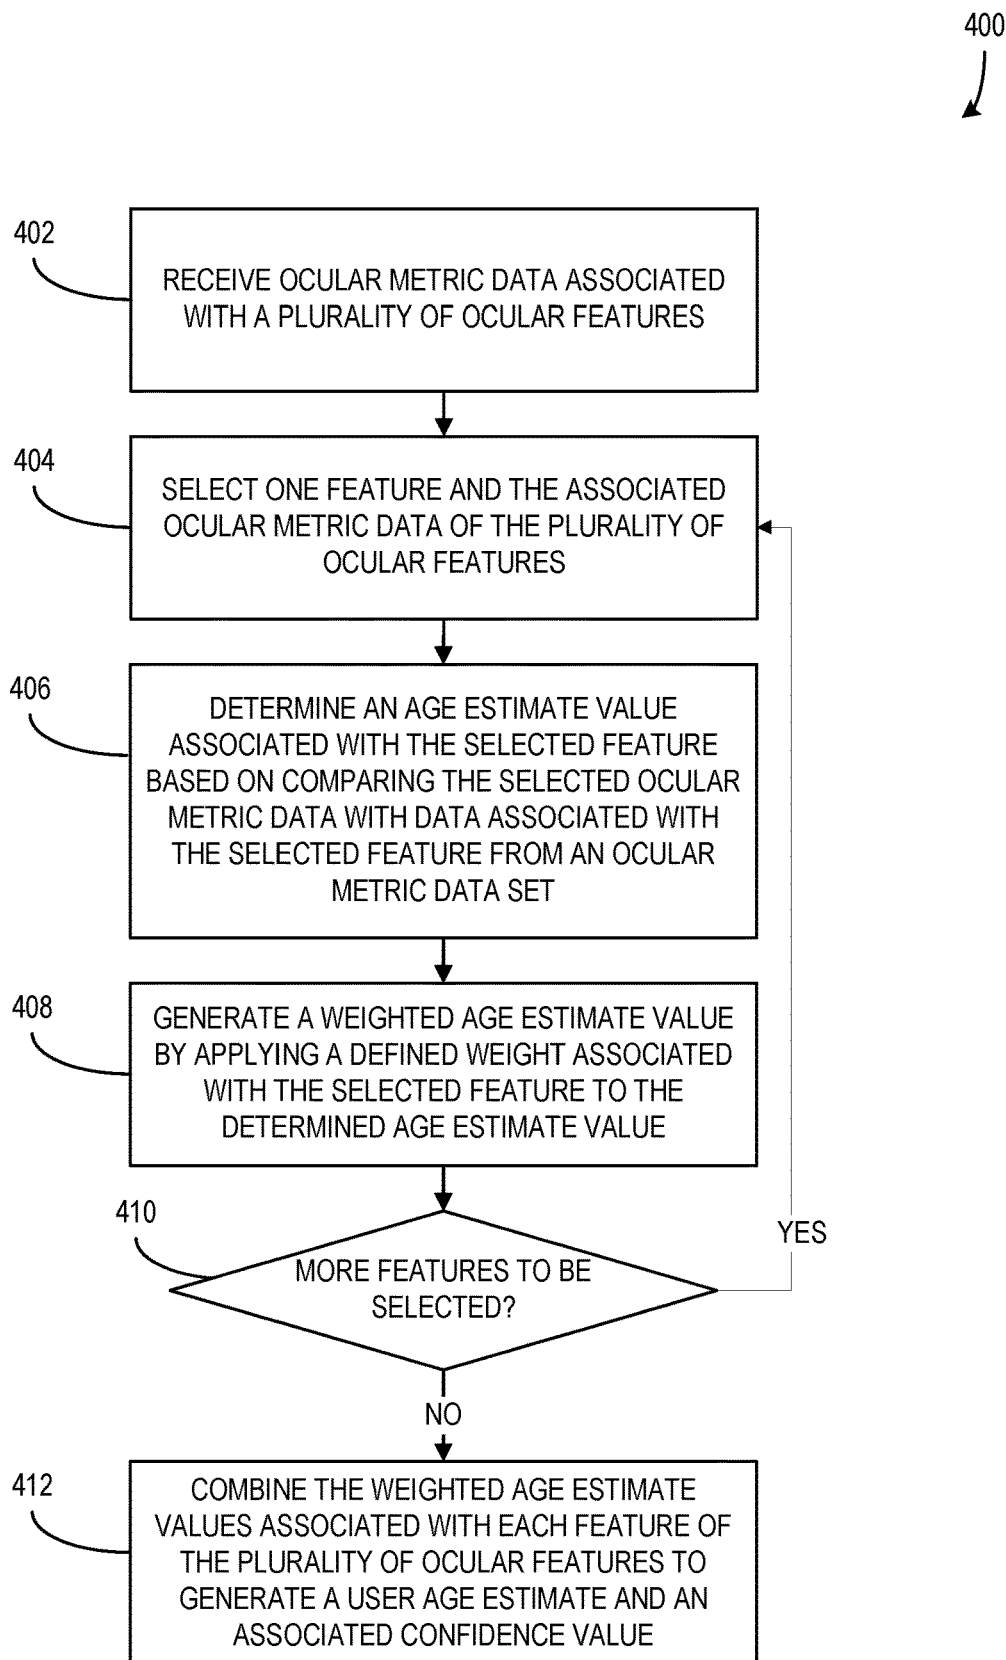 400
402
RECEIVE OCULAR METRIC DATA ASSOCIATED
WITH A PLURALITY OF OCULAR FEATURES
404
SELECT ONE FEATURE AND THE ASSOCIATED
OCULAR METRIC DATA OF THE PLURALITY OF
OCULAR FEATURES
406
DETERMINE AN AGE ESTIMATE VALUE
ASSOCIATED WITH THE SELECTED FEATURE
BASED ON COMPARING THE SELECTED OCULAR
METRIC DATA WITH DATA ASSOCIATED WITH
THE SELECTED FEATURE FROM AN OCULAR
METRIC DATA SET
408
GENERATE A WEIGHTED AGE ESTIMATE VALUE
BY APPLYING A DEFINED WEIGHT ASSOCIATED
WITH THE SELECTED FEATURE TO THE
DETERMINED AGE ESTIMATE VALUE
410
MORE FEATURES TO BE
SELECTED?
YES
NO
412
COMBINE THE WEIGHTED AGE ESTIMATE
VALUES ASSOCIATED WITH EACH FEATURE OF
THE PLURALITY OF OCULAR FEATURES TO
GENERATE A USER AGE ESTIMATE AND AN
ASSOCIATED CONFIDENCE VALUE